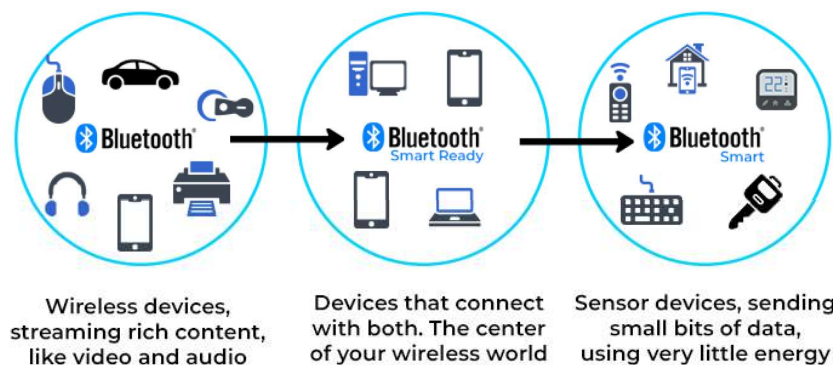 Bluetooth®
Bluetooth®
Smart Ready
Bluetooth®
Smart
22°
Wireless devices,
streaming rich content,
like video and audio
Devices that connect
with both. The center
of your wireless world
Sensor devices, sending
small bits of data,
using very little energy